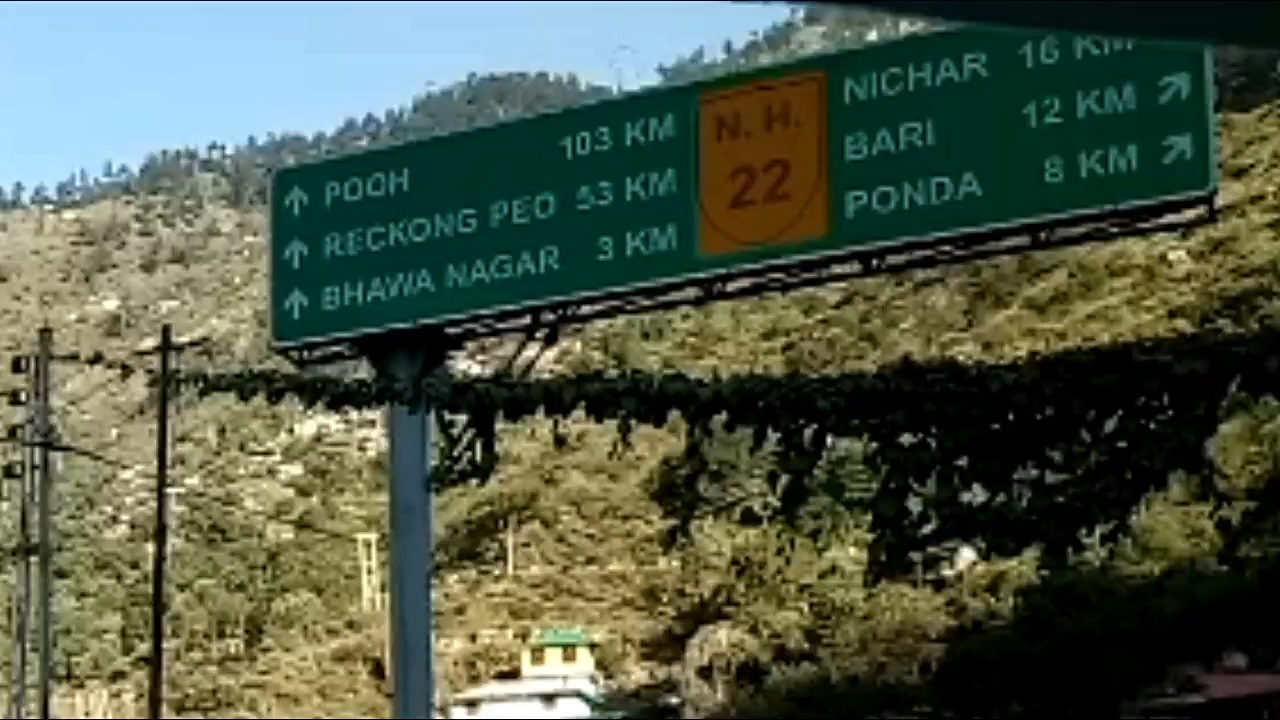 POOH 103 KM
RECKONG PEO 53 KM
BHAWA NAGAR 3 KM
N. H.
22
NICHAR 16 KM
BARI 12 KM
PONDA 8 KM